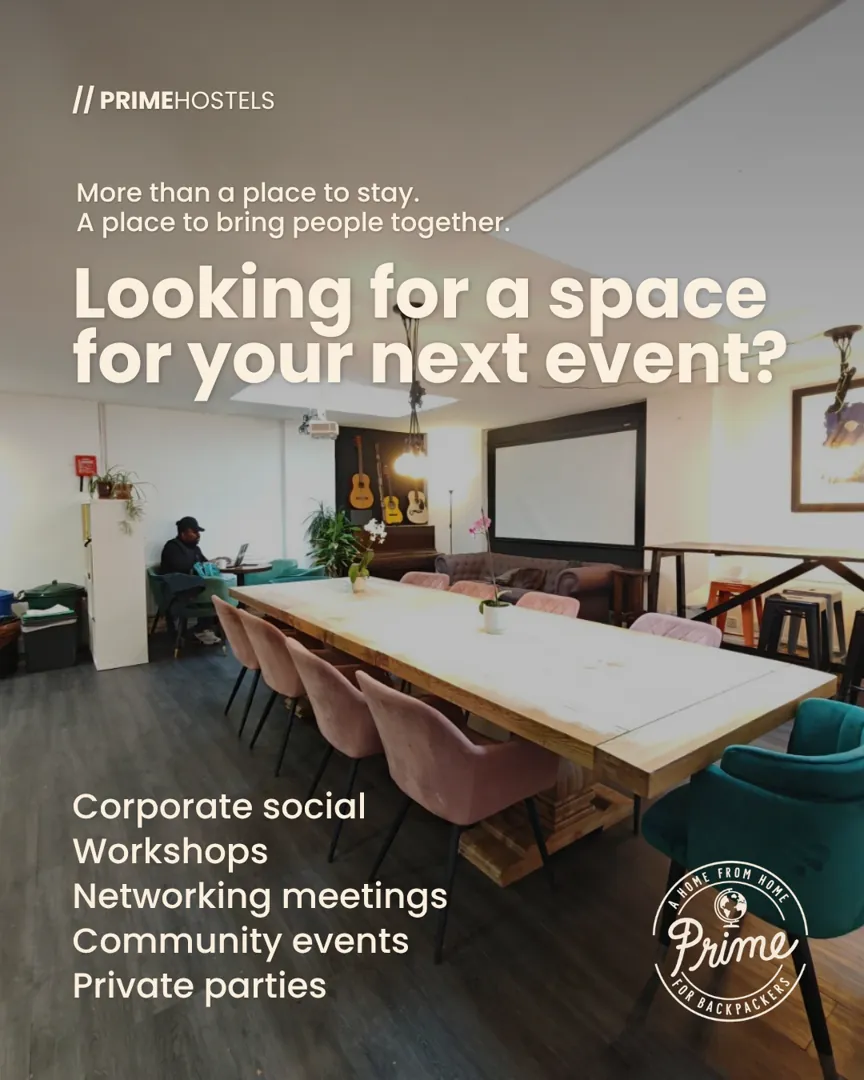 // PRIMEHOSTELS
More than a place to stay.
A place to bring people together.
Looking for a space
for your next event?
Corporate social
Workshops
Networking meetings
Community events
Private parties
A HOME FROM HOME
Prime
FOR BACKPACKERS